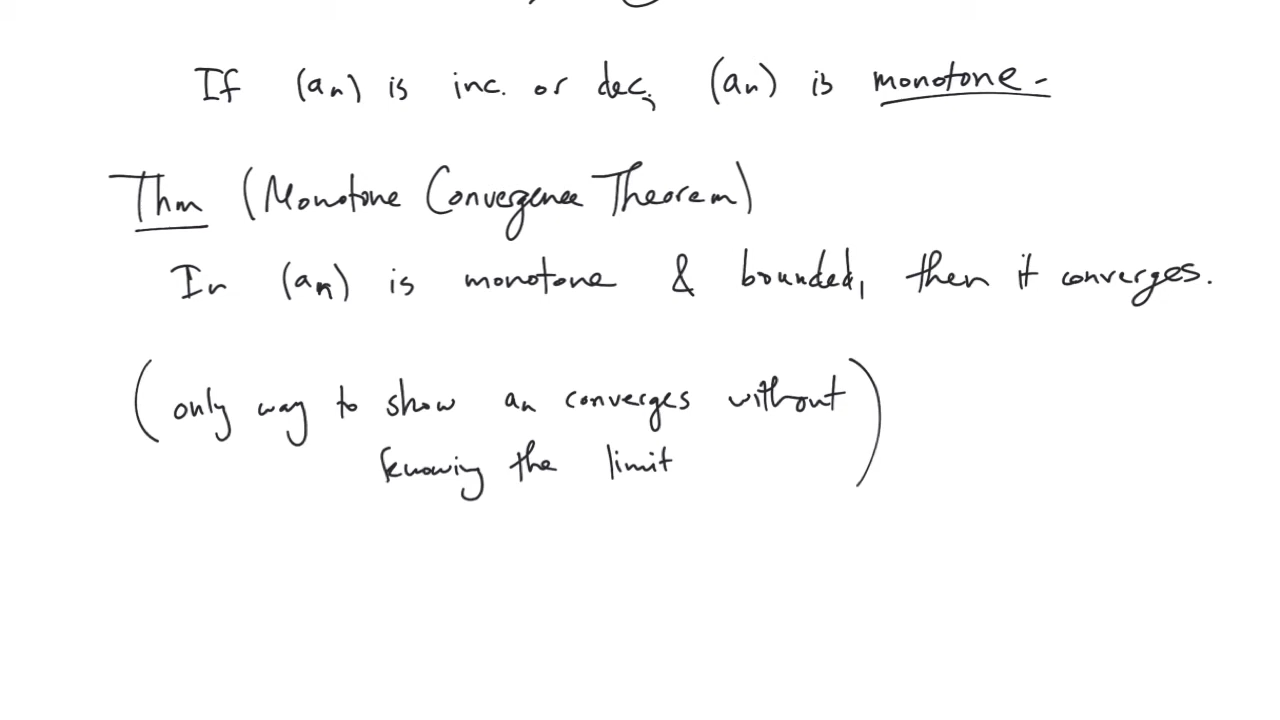 If (an) is inc. or dec, (an) is monotone -
Thm (Monotone Convergence Theorem)
In (an) is monotone & bounded, then it converges.
(only way to show an converges without
knowing the limit)